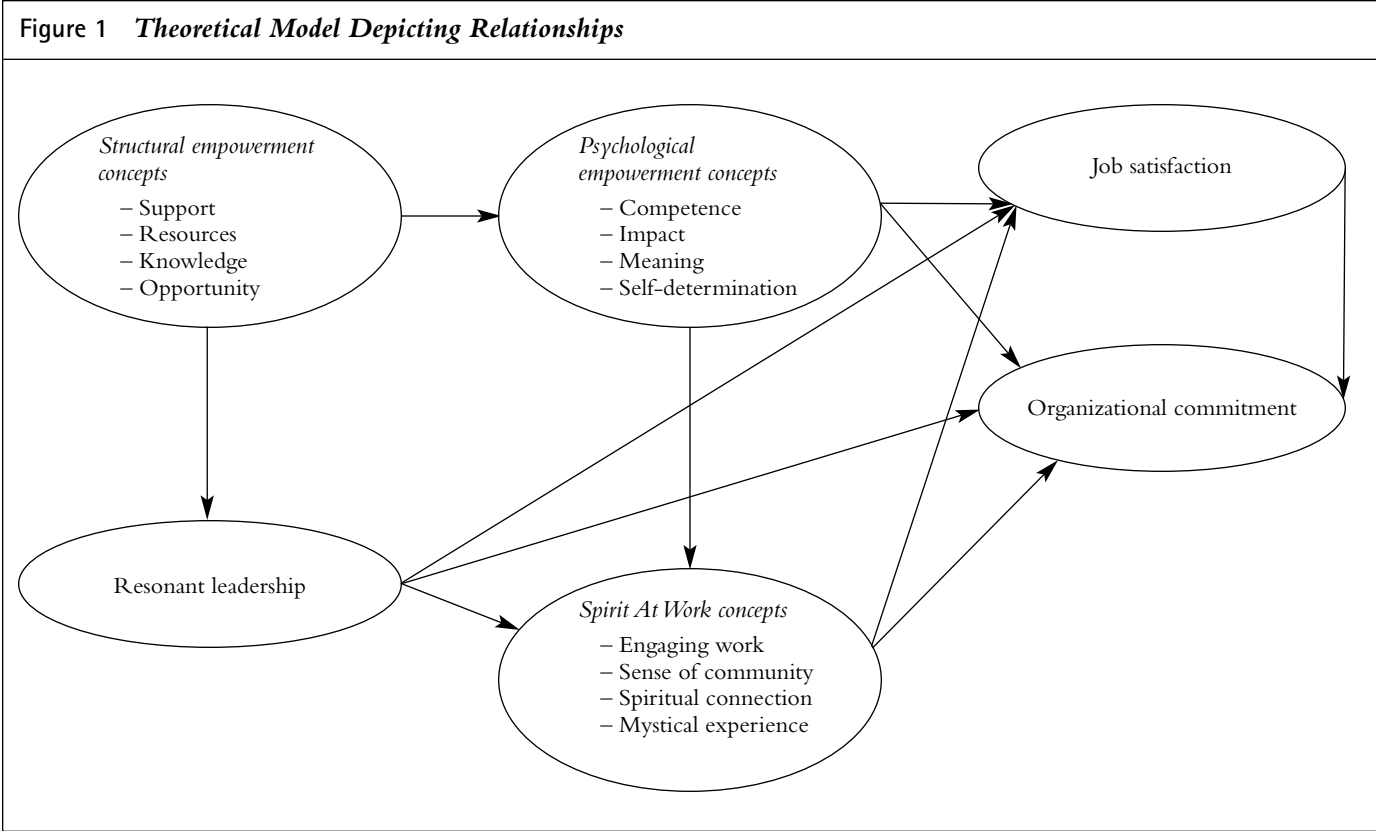 Figure 1 Theoretical Model Depicting Relationships
Structural empowerment
concepts
– Support
– Resources
– Knowledge
– Opportunity
Psychological
empowerment concepts
– Competence
– Impact
– Meaning
– Self-determination
Job satisfaction
Organizational commitment
Resonant leadership
Spirit At Work concepts
– Engaging work
– Sense of community
– Spiritual connection
– Mystical experience